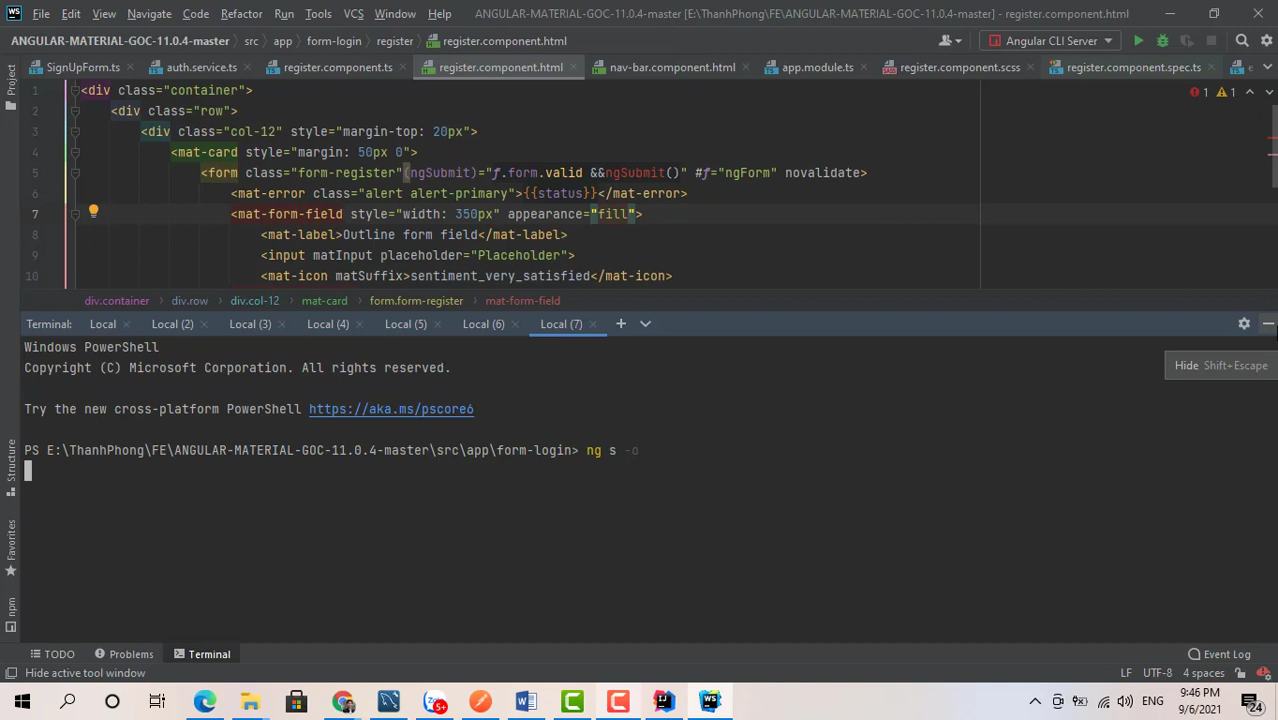 WS File Edit View Navigate Code Refactor Run Tools VCS Window Help ANGULAR-MATERIAL-GOC-11.0.4-master [E:\ThanhPhong\FE\ANGULAR-MATERIAL-GOC-11.0.4-master] - register.component.html
ANGULAR-MATERIAL-GOC-11.0.4-master src app form-login register register.component.html Angular CLI Server
SignUpForm.ts auth.service.ts register.component.ts register.component.html nav-bar.component.html app.module.ts register.component.scss register.component.spec.ts e
Project
1 <div class="container"> 1 1
2 <div class="row">
3 <div class="col-12" style="margin-top: 20px">
4 <mat-card style="margin: 50px 0">
5 <form class="form-register"(ngSubmit)="f.form.valid &&ngSubmit()" #f="ngForm" novalidate>
6 <mat-error class="alert alert-primary">{{status}}</mat-error>
7 <mat-form-field style="width: 350px" appearance="fill">
8 <mat-label>Outline form field</mat-label>
9 <input matInput placeholder="Placeholder">
10 <mat-icon matSuffix>sentiment_very_satisfied</mat-icon>
div.container div.row div.col-12 mat-card form.form-register mat-form-field
Terminal: Local Local (2) Local (3) Local (4) Local (5) Local (6) Local (7)
Hide Shift+Escape
Windows PowerShell
Copyright (C) Microsoft Corporation. All rights reserved.
Try the new cross-platform PowerShell https://aka.ms/pscore6
PS E:\ThanhPhong\FE\ANGULAR-MATERIAL-GOC-11.0.4-master\src\app\form-login> ng s -o
Structure
Favorites
npm
TODO Problems Terminal Event Log
Hide active tool window LF UTF-8 4 spaces
5+ IJ WS ENG 9:46 PM
9/6/2021 24